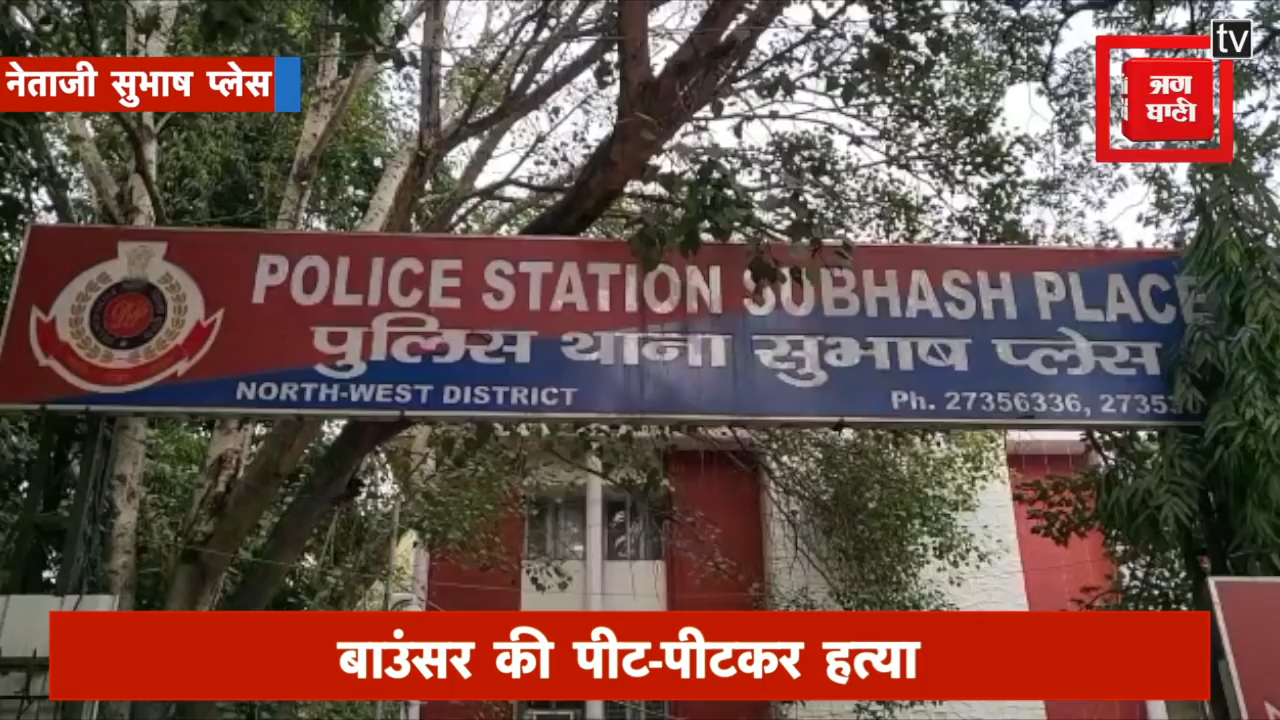 tv
नेताजी सुभाष प्लेस
जग
बाणी
POLICE STATION SUBHASH PLACE
पुलिस थाना सुभाष प्लेस
NORTH-WEST DISTRICT
Ph. 27356336,
बाउंसर की पीट-पीटकर हत्या